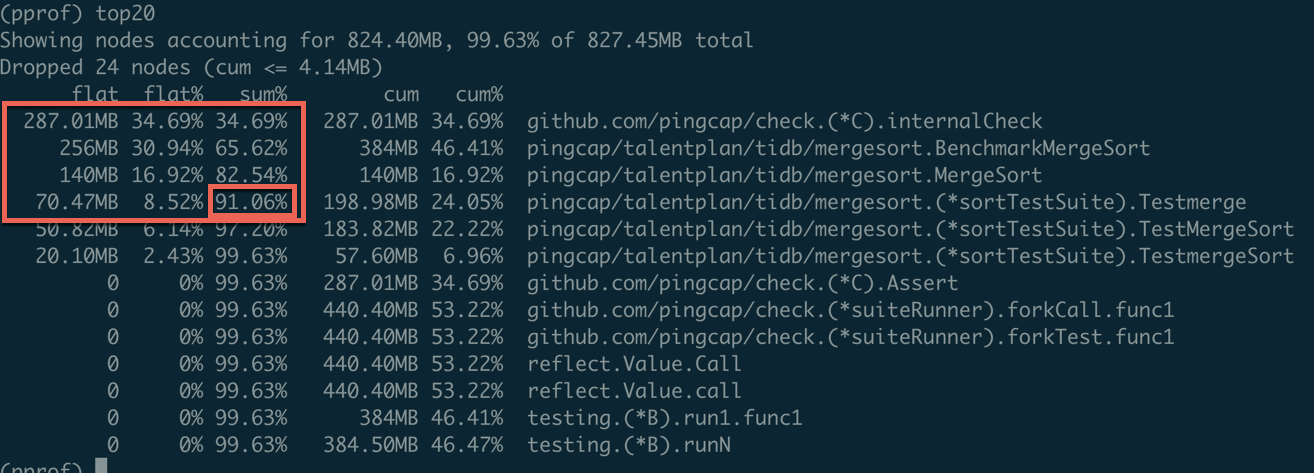 (pprof) top20
Showing nodes accounting for 824.40MB, 99.63% of 827.45MB total
Dropped 24 nodes (cum <= 4.14MB)
flat flat% sum% cum cum%
287.01MB 34.69% 34.69% 287.01MB 34.69% github.com/pingcap/check.(*C).internalCheck
256MB 30.94% 65.62% 384MB 46.41% pingcap/talentplan/tidb/mergesort.BenchmarkMergeSort
140MB 16.92% 82.54% 140MB 16.92% pingcap/talentplan/tidb/mergesort.MergeSort
70.47MB 8.52% 91.06% 198.98MB 24.05% pingcap/talentplan/tidb/mergesort.(*sortTestSuite).Testmerge
50.82MB 6.14% 97.20% 183.82MB 22.22% pingcap/talentplan/tidb/mergesort.(*sortTestSuite).TestMergeSort
20.10MB 2.43% 99.63% 57.60MB 6.96% pingcap/talentplan/tidb/mergesort.(*sortTestSuite).TestmergeSort
0 0% 99.63% 287.01MB 34.69% github.com/pingcap/check.(*C).Assert
0 0% 99.63% 440.40MB 53.22% github.com/pingcap/check.(*suiteRunner).forkCall.func1
0 0% 99.63% 440.40MB 53.22% github.com/pingcap/check.(*suiteRunner).forkTest.func1
0 0% 99.63% 440.40MB 53.22% reflect.Value.Call
0 0% 99.63% 440.40MB 53.22% reflect.Value.call
0 0% 99.63% 384MB 46.41% testing.(*B).run1.func1
0 0% 99.63% 384.50MB 46.47% testing.(*B).runN
(pprof)